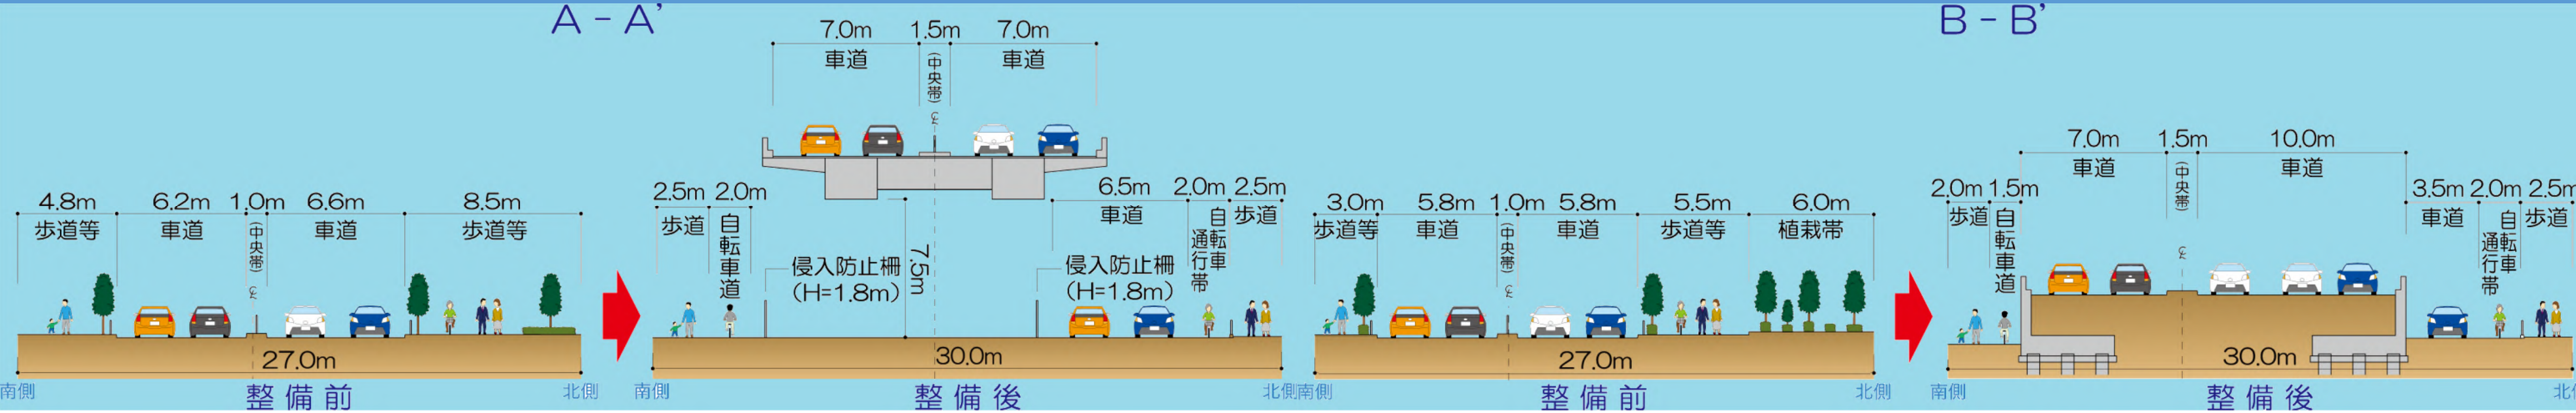 A - A'
7.0m 1.5m 7.0m
車道 (中央帯) 車道
4.8m 6.2m 1.0m 6.6m 8.5m
歩道等 車道 (中央帯) 車道 歩道等
27.0m
南側 整備前 北側
2.5m 2.0m 6.5m 2.0m 2.5m
歩道 自転車道 車道 自転車通行帯 歩道
侵入防止柵
(H=1.8m)
7.5m
侵入防止柵
(H=1.8m)
30.0m
南側 整備後 北側
B - B'
3.0m 5.8m 1.0m 5.8m 5.5m 6.0m
歩道等 車道 (中央帯) 車道 歩道等 植栽帯
27.0m
南側 整備前 北側
7.0m 1.5m 10.0m
車道 (中央帯) 車道
2.0m 1.5m 3.5m 2.0m 2.5m
歩道 自転車道 車道 自転車通行帯 歩道
30.0m
南側 整備後